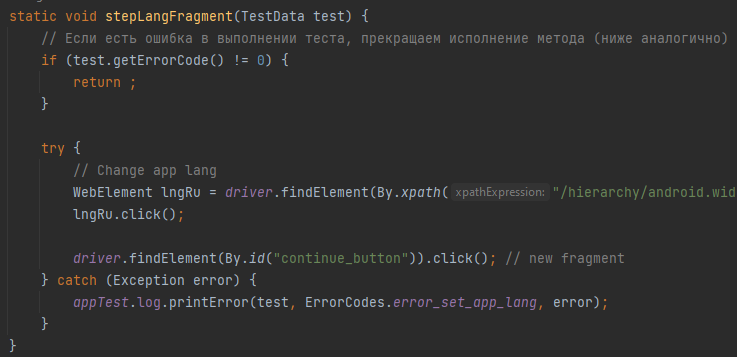 static void stepLangFragment(TestData test) {
// Если есть ошибка в выполнении теста, прекращаем исполнение метода (ниже аналогично)
if (test.getErrorCode() != 0) {
return ;
}
try {
// Change app lang
WebElement lngRu = driver.findElement(By.xpath( xpathExpression: "/hierarchy/android.wid
lngRu.click();
driver.findElement(By.id("continue_button")).click(); // new fragment
} catch (Exception error) {
appTest.log.printError(test, ErrorCodes.error_set_app_lang, error);
}
}